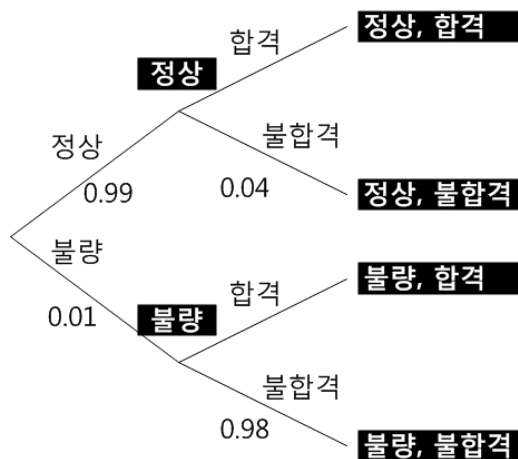 합격
정상, 합격
정상
불합격
정상
0.99
0.04
정상, 불합격
불량
합격
불량, 합격
0.01
불량
불합격
0.98
불량, 불합격